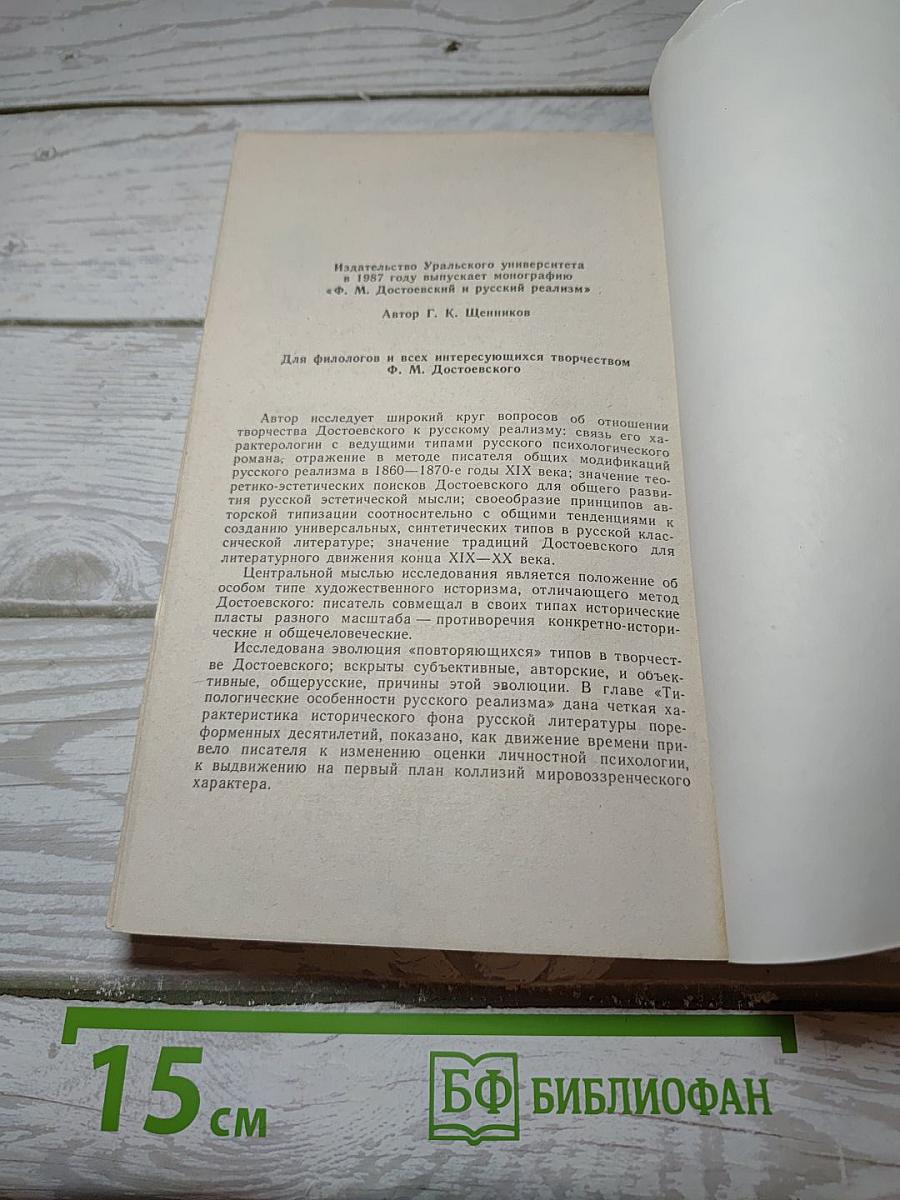 Издательство Уральского университета
в 1987 году выпускает монографию
«Ф. М. Достоевский и русский реализм»
Автор Г. К. Щенников
Для филологов и всех интересующихся творчеством
Ф. М. Достоевского
Автор исследует широкий круг вопросов об отношении
творчества Достоевского к русскому реализму: связь его ха-
рактерологии с ведущими типами русского психологического
романа, отражение в методе писателя общих модификаций
русского реализма в 1860—1870-е годы XIX века; значение тео-
ретико-эстетических поисков Достоевского для общего разви-
тия русской эстетической мысли; своеобразие принципов ав-
торской типизации соотносительно с общими тенденциями к
созданию универсальных, синтетических типов в русской клас-
сической литературе; значение традиций Достоевского для
литературного движения конца XIX—XX века.
Центральной мыслью исследования является положение об
особом типе художественного историзма, отличающего метод
Достоевского: писатель совмещал в своих типах исторические
пласты разного масштаба — противоречия конкретно-истори-
ческие и общечеловеческие.
Исследована эволюция «повторяющихся» типов в творчест-
ве Достоевского; вскрыты субъективные, авторские, и объек-
тивные, общерусские, причины этой эволюции. В главе «Ти-
пологические особенности русского реализма» дана четкая ха-
рактеристика исторического фона русской литературы поре-
форменных десятилетий, показано, как движение времени при-
вело писателя к изменению оценки личностной психологии,
к выдвижению на первый план коллизий мировоззренческого
характера.
15 см
БФ БИБЛИОФАН